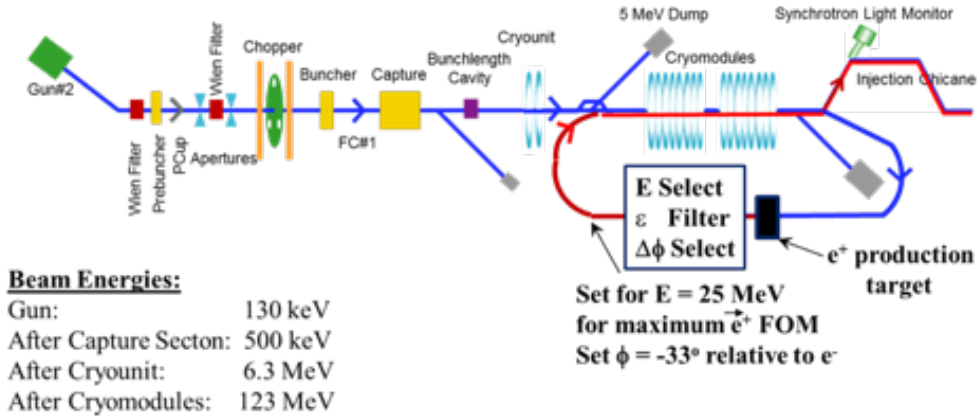 5 MeV Dump
Synchrotron Light Monitor
Cryounit
Wien Filter
Chopper
Bunchlength
Cavity
Cryomodules
Buncher
Capture
Injection Chicane
Gun#2
FC#1
Wien Filter
Prebuncher
PCup
Apertures
E Select
ε Filter
Δϕ Select
e⁺ production
target
Set for E = 25 MeV
for maximum e⃗⁺ FOM
Set ϕ = -33° relative to e⁻
Beam Energies:
Gun: 130 keV
After Capture Secton: 500 keV
After Cryounit: 6.3 MeV
After Cryomodules: 123 MeV